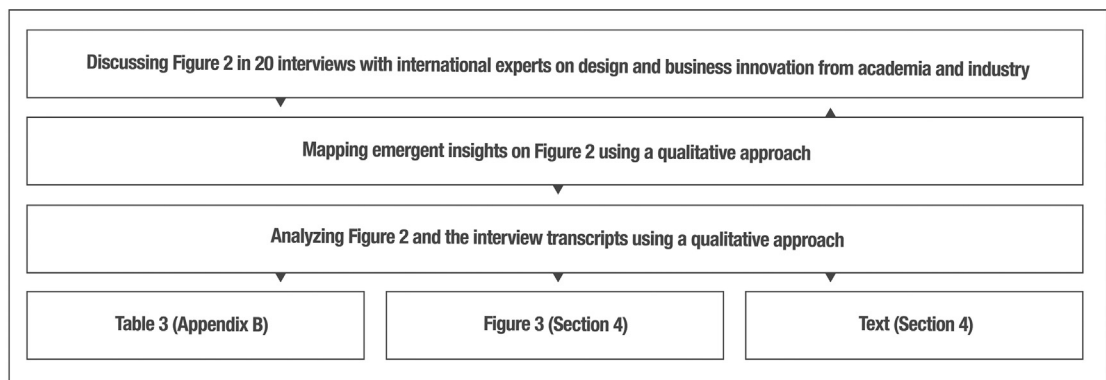 Discussing Figure 2 in 20 interviews with international experts on design and business innovation from academia and industry
Mapping emergent insights on Figure 2 using a qualitative approach
Analyzing Figure 2 and the interview transcripts using a qualitative approach
Table 3 (Appendix B)
Figure 3 (Section 4)
Text (Section 4)